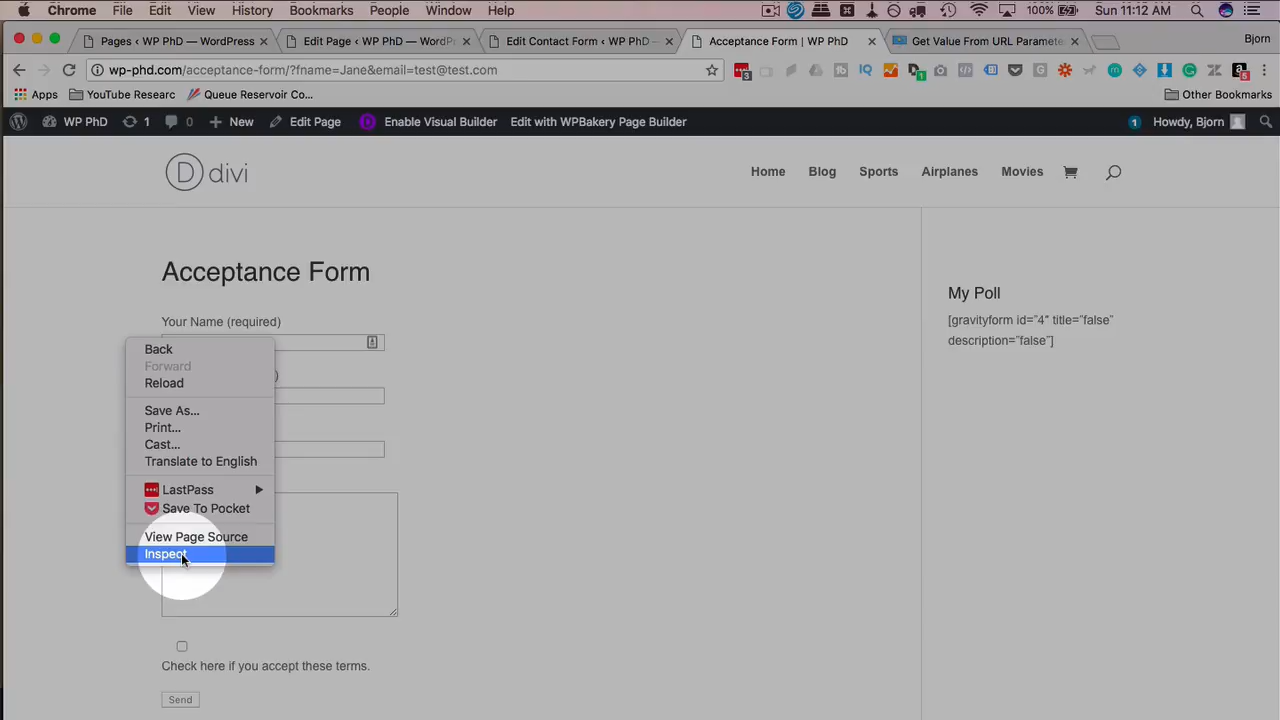 Chrome File Edit View History Bookmarks People Window Help 100% Sun 11:12 AM
Pages ‹ WP PhD — WordPress Edit Page ‹ WP PhD — WordPr Edit Contact Form ‹ WP PhD — Acceptance Form | WP PhD Get Value From URL Paramete Bjorn
wp-phd.com/acceptance-form/?fname=Jane&email=test@test.com
Apps YouTube Researc Queue Reservoir Co... Other Bookmarks
WP PhD 1 0 New Edit Page Enable Visual Builder Edit with WPBakery Page Builder 1 Howdy, Bjorn
D divi Home Blog Sports Airplanes Movies
Acceptance Form
Your Name (required)
)
Back
Forward
Reload
Save As...
Print...
Cast...
Translate to English
LastPass
Save To Pocket
View Page Source
Inspect
Check here if you accept these terms.
Send
My Poll
[gravityform id="4" title="false"
description="false"]